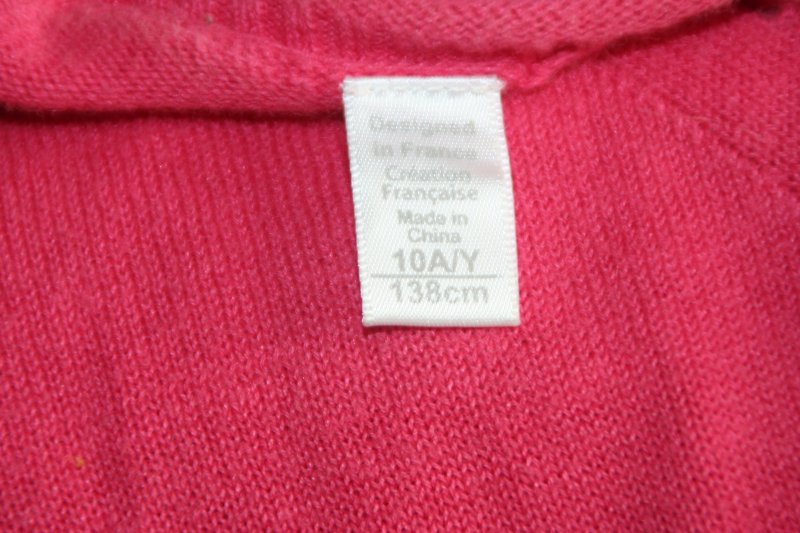 Designed
in France
Création
Française
Made in
China
10A/Y
138cm